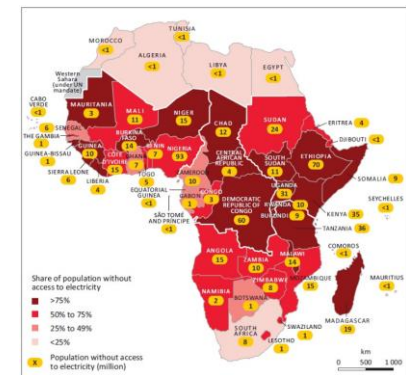 TUNISIA
<1
MOROCCO
<1
ALGERIA
<1
LIBYA
<1
EGYPT
<1
Western
Sahara
(under UN
mandate)
CABO
VERDE
<1
MAURITANIA
3
MALI
11
NIGER
15
CHAD
12
SUDAN
24
ERITREA 4
DJIBOUTI
<1
6
SENEGAL
THE GAMBIA
1
GUINEA-BISSAU
1
GUINEA
10
SIERRA LEONE
6
LIBERIA
4
CÔTE
D'IVOIRE
15
BURKINA
FASO
14
GHANA
7
TOGO
5
BENIN
7
NIGERIA
93
CAMEROON
10
CENTRAL
AFRICAN
REPUBLIC
4
SOUTH
SUDAN
11
ETHIOPIA
70
SOMALIA 9
EQUATORIAL
GUINEA
<1
SÃO TOMÉ
AND PRÍNCIPE
<1
GABON
1
CONGO
3
DEMOCRATIC
REPUBLIC OF
CONGO
60
UGANDA
31
RWANDA 10
BURUNDI 9
KENYA 35
TANZANIA 36
SEYCHELLES
<1
COMOROS
<1
ANGOLA
15
ZAMBIA
10
MALAWI
14
MOZAMBIQUE
15
ZIMBABWE
8
NAMIBIA
2
BOTSWANA
1
MAURITIUS
<1
MADAGASCAR
19
SOUTH
AFRICA
8
SWAZILAND
1
LESOTHO
1
Share of population without
access to electricity
>75%
50% to 75%
25% to 49%
<25%
X Population without access
to electricity (million)
km
0 500 1 000